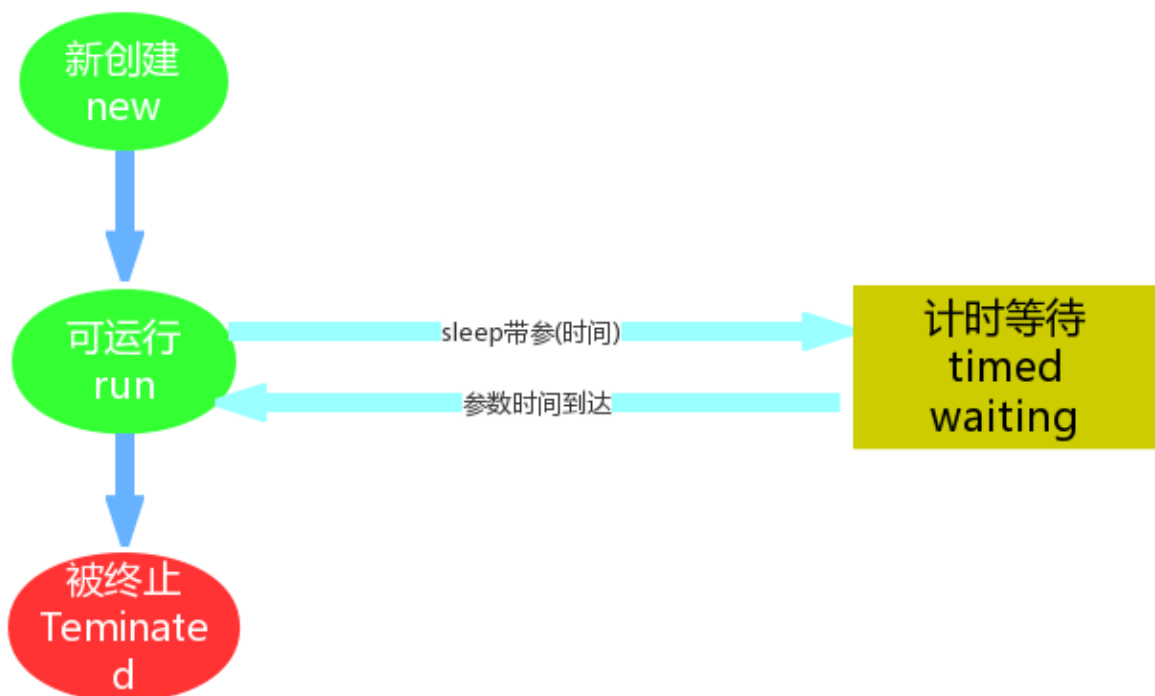 新创建
new
可运行
run
sleep带参(时间)
参数时间到达
计时等待
timed
waiting
被终止
Teminate
d